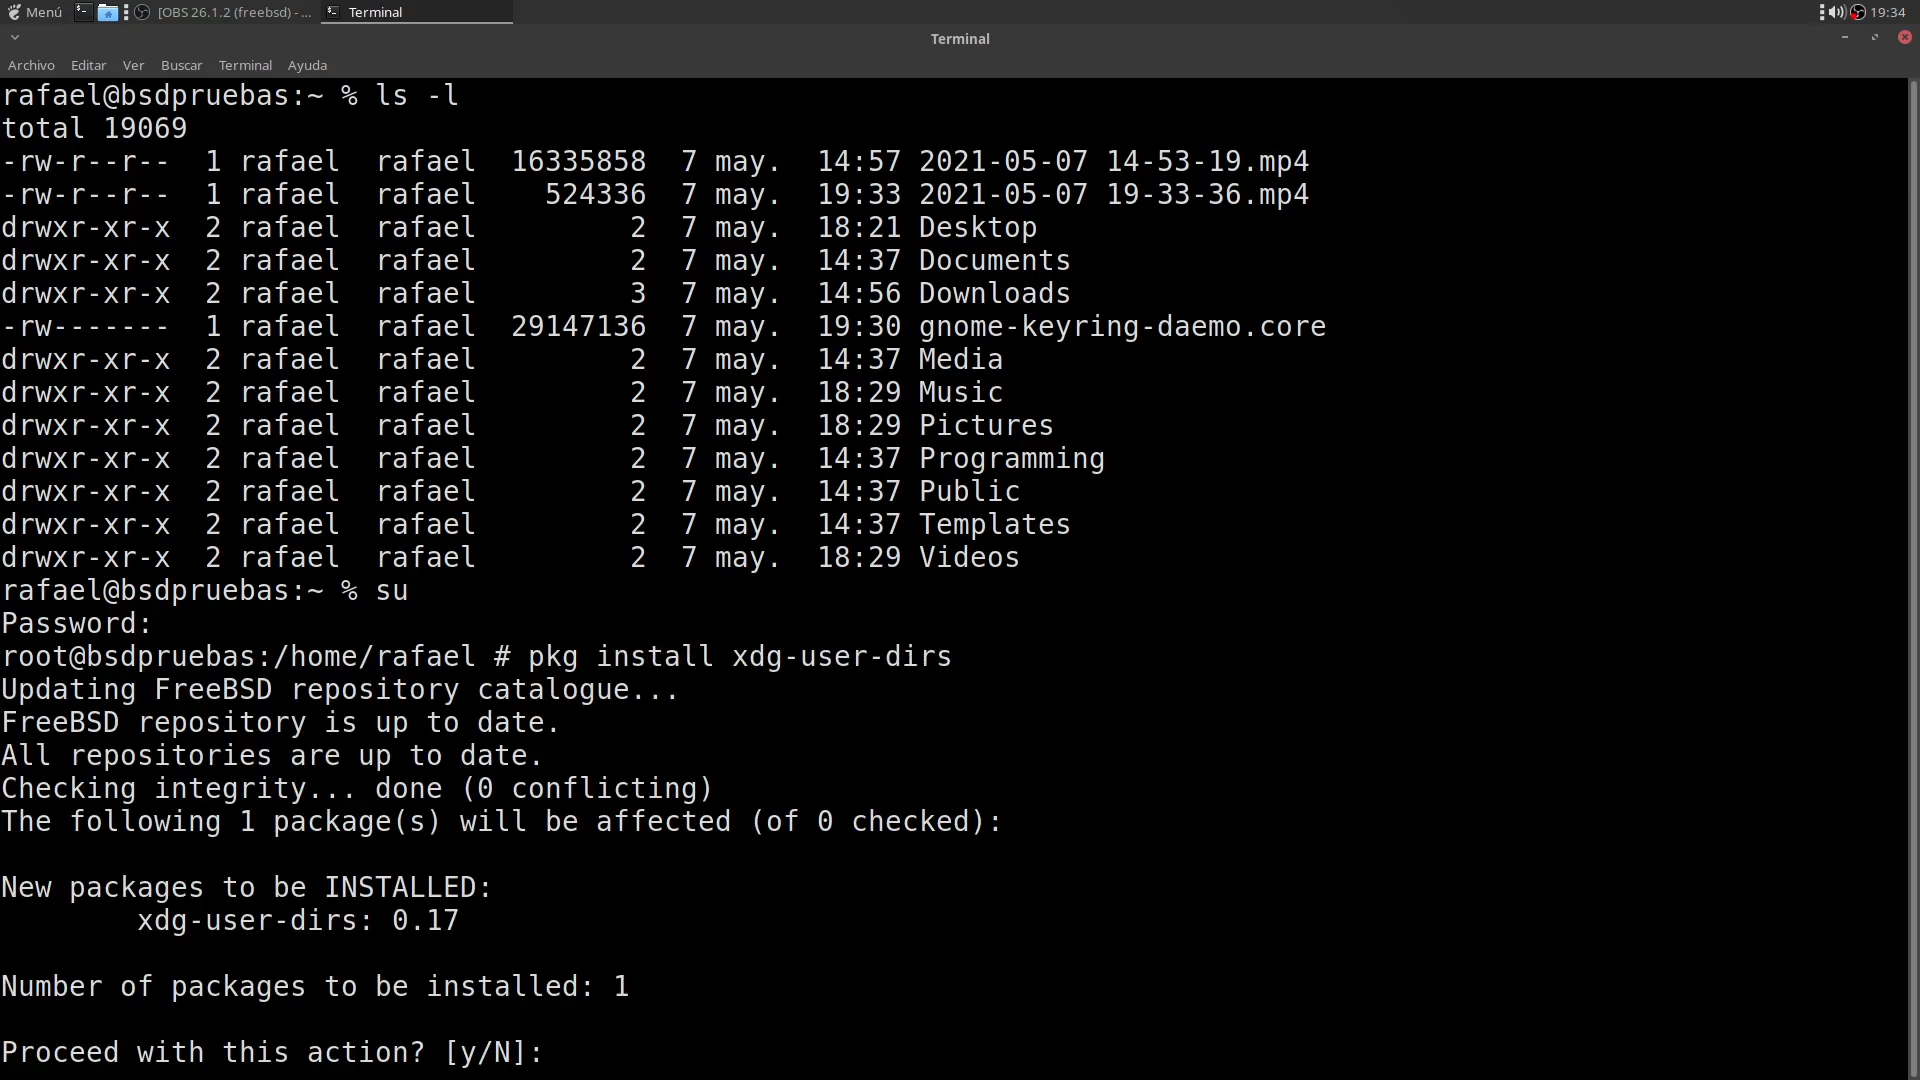 Menú [OBS 26.1.2 (freebsd) - ... Terminal 19:34
Terminal
Archivo Editar Ver Buscar Terminal Ayuda
rafael@bsdpruebas:~ % ls -l
total 19069
-rw-r--r--  1 rafael  rafael  16335858  7 may.  14:57 2021-05-07 14-53-19.mp4
-rw-r--r--  1 rafael  rafael    524336  7 may.  19:33 2021-05-07 19-33-36.mp4
drwxr-xr-x  2 rafael  rafael         2  7 may.  18:21 Desktop
drwxr-xr-x  2 rafael  rafael         2  7 may.  14:37 Documents
drwxr-xr-x  2 rafael  rafael         3  7 may.  14:56 Downloads
-rw-------  1 rafael  rafael  29147136  7 may.  19:30 gnome-keyring-daemo.core
drwxr-xr-x  2 rafael  rafael         2  7 may.  14:37 Media
drwxr-xr-x  2 rafael  rafael         2  7 may.  18:29 Music
drwxr-xr-x  2 rafael  rafael         2  7 may.  18:29 Pictures
drwxr-xr-x  2 rafael  rafael         2  7 may.  14:37 Programming
drwxr-xr-x  2 rafael  rafael         2  7 may.  14:37 Public
drwxr-xr-x  2 rafael  rafael         2  7 may.  14:37 Templates
drwxr-xr-x  2 rafael  rafael         2  7 may.  18:29 Videos
rafael@bsdpruebas:~ % su
Password:
root@bsdpruebas:/home/rafael # pkg install xdg-user-dirs
Updating FreeBSD repository catalogue...
FreeBSD repository is up to date.
All repositories are up to date.
Checking integrity... done (0 conflicting)
The following 1 package(s) will be affected (of 0 checked):
New packages to be INSTALLED:
xdg-user-dirs: 0.17
Number of packages to be installed: 1
Proceed with this action? [y/N]: